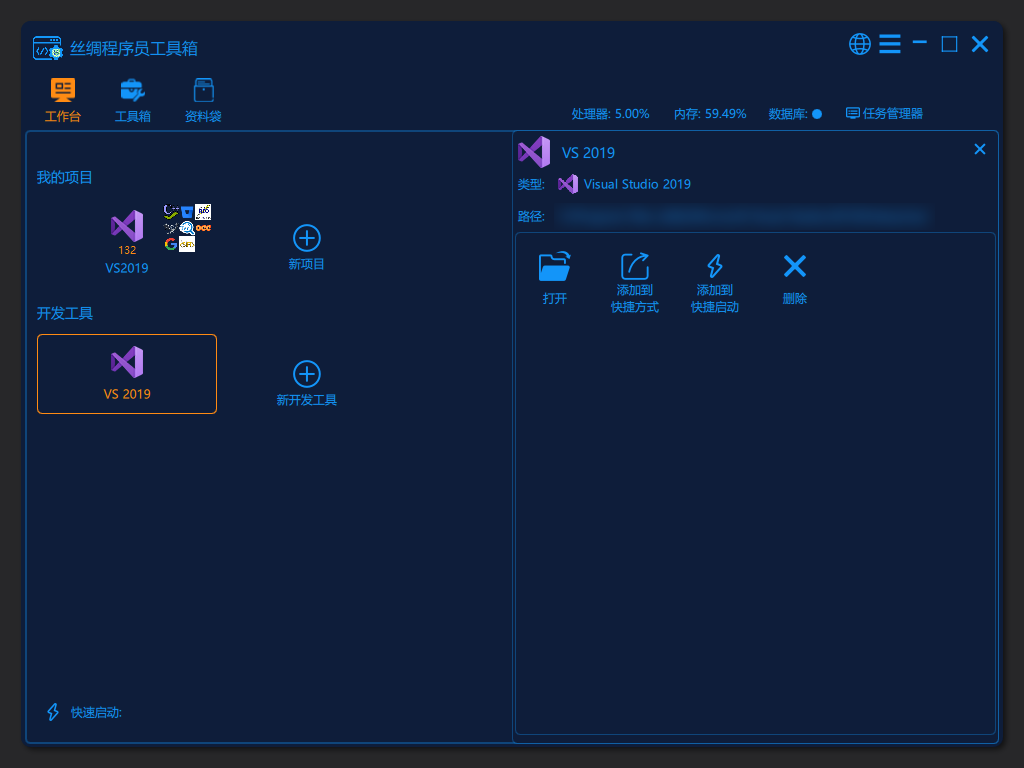 丝绸程序员工具箱
工作台
工具箱
资料袋
处理器: 5.00%
内存: 59.49%
数据库:
任务管理器
我的项目
132
VS2019
新项目
开发工具
VS 2019
新开发工具
快速启动:
VS 2019
类型:
Visual Studio 2019
路径:
打开
添加到
快捷方式
添加到
快捷启动
删除